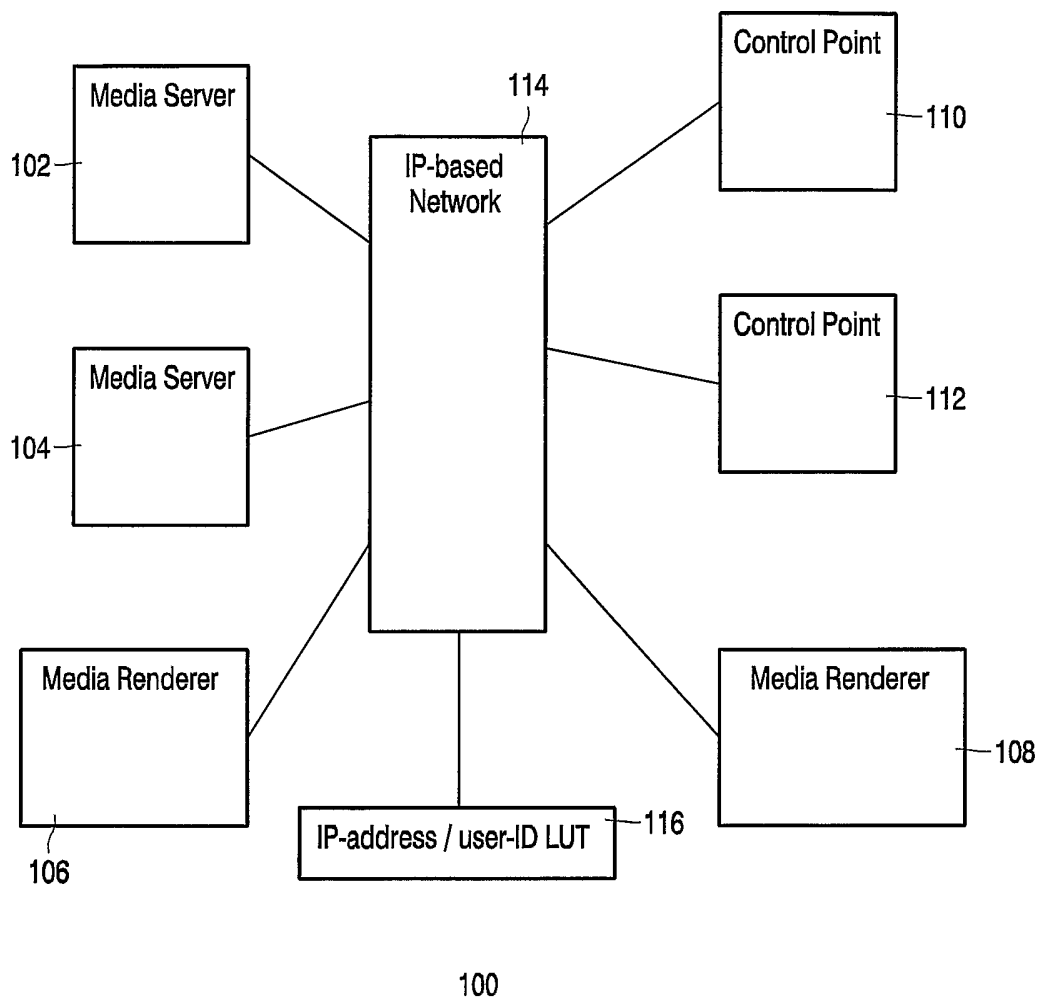 Control Point
110
Media Server
102
114
IP-based
Network
Control Point
112
Media Server
104
Media Renderer
106
Media Renderer
108
IP-address / user-ID LUT
116
100